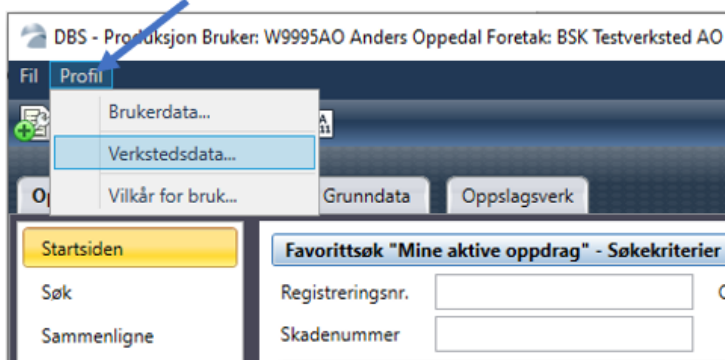 DBS - Produksjon Bruker: W9995AO Anders Oppedal Foretak: BSK Testverksted AO
Fil Profil
Brukerdata...
Verkstedsdata...
Vilkår for bruk...
Grunndata Oppslagsverk
Startsiden
Søk
Sammenligne
Favorittsøk "Mine aktive oppdrag" - Søkekriterier
Registreringsnr.
Skadenummer